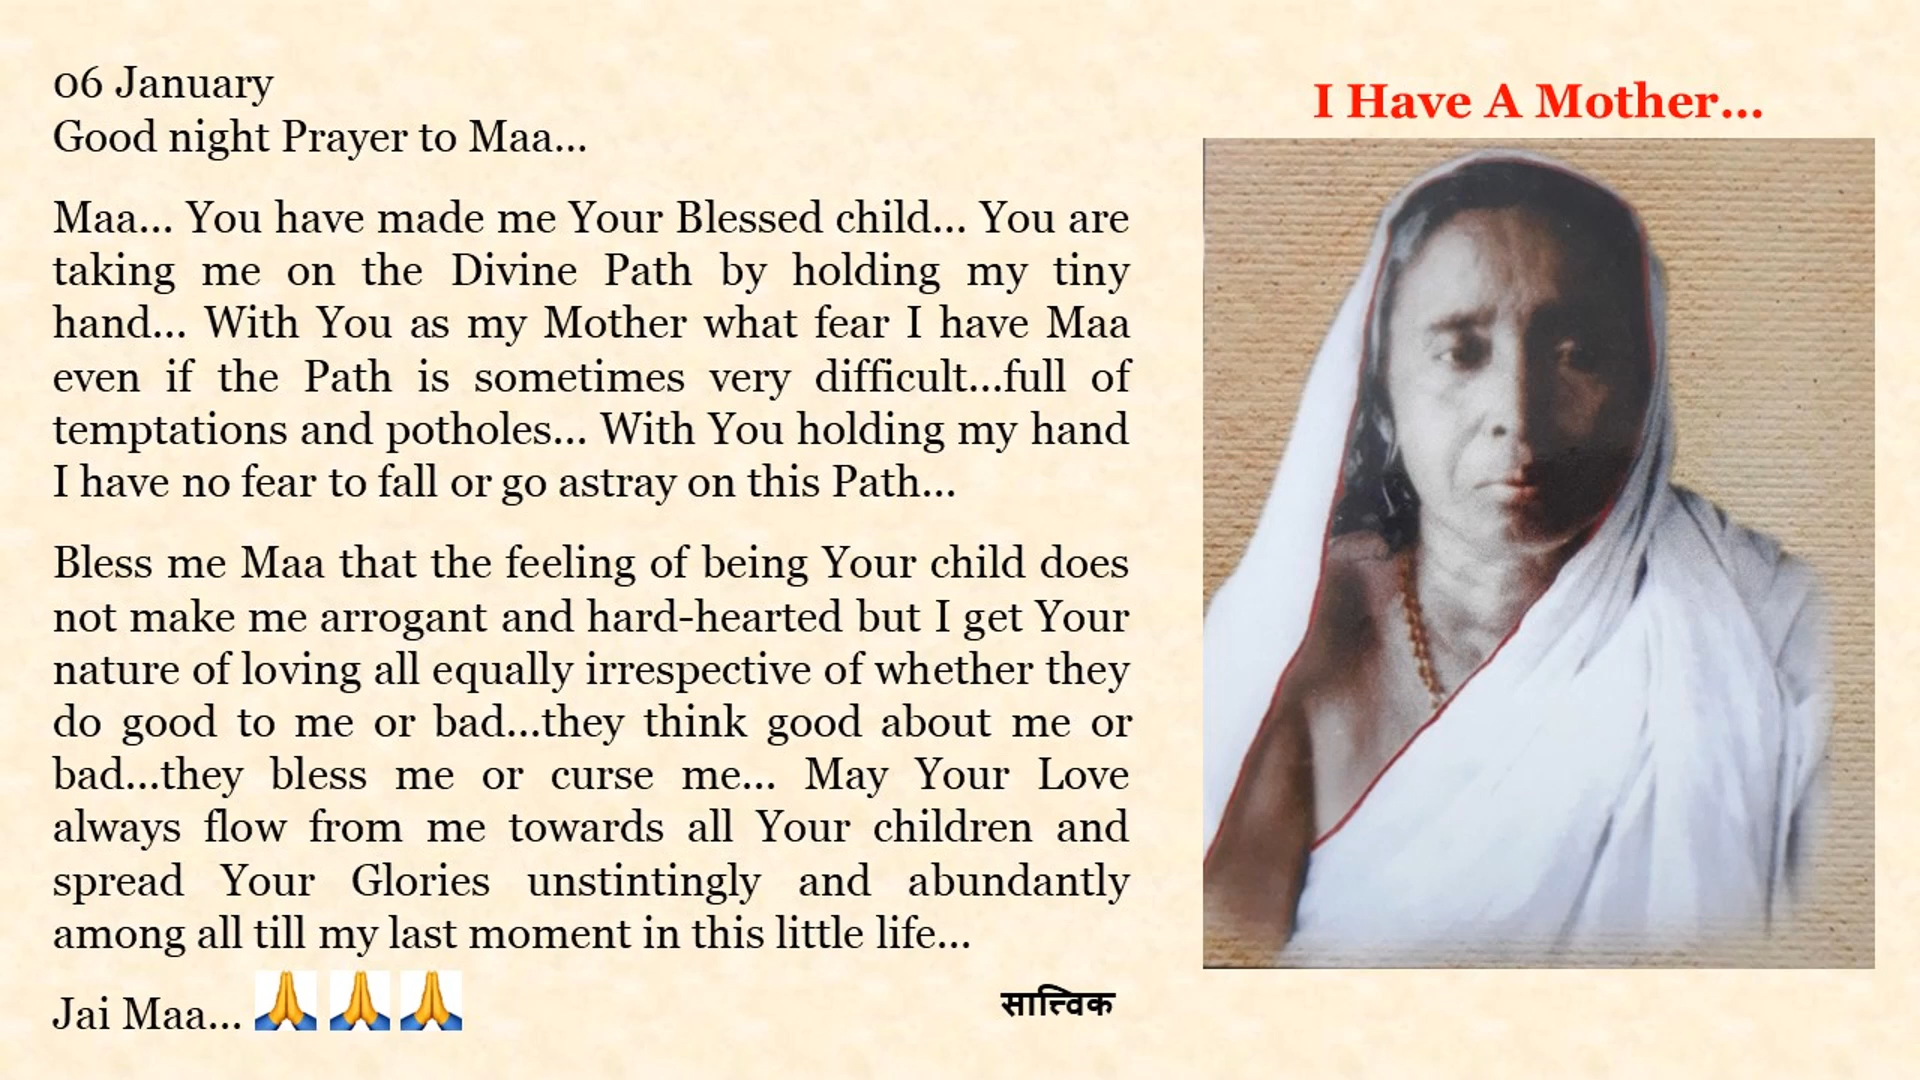 06 January
Good night Prayer to Maa...
Maa... You have made me Your Blessed child... You are
taking me on the Divine Path by holding my tiny
hand... With You as my Mother what fear I have Maa
even if the Path is sometimes very difficult...full of
temptations and potholes... With You holding my hand
I have no fear to fall or go astray on this Path...
Bless me Maa that the feeling of being Your child does
not make me arrogant and hard-hearted but I get Your
nature of loving all equally irrespective of whether they
do good to me or bad...they think good about me or
bad...they bless me or curse me... May Your Love
always flow from me towards all Your children and
spread Your Glories unstintingly and abundantly
among all till my last moment in this little life...
Jai Maa... 🙏 🙏 🙏
सात्त्विक
I Have A Mother...